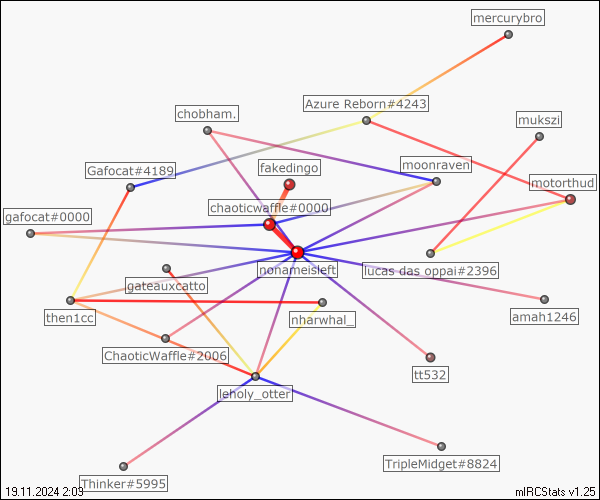 mercurybro
Azure Reborn#4243
chobham.
mukszi
fakedingo
moonraven
Gafocat#4189
motorthud
chaoticwaffle#0000
gafocat#0000
nonameisleft
lucas das oppai#2396
gateauxcatto
then1cc
nharwhal_
amah1246
ChaoticWaffle#2006
tt532
leholy_otter
TripleMidget#8824
Thinker#5995
19.11.2024 2:03
mIRCStats v1.25